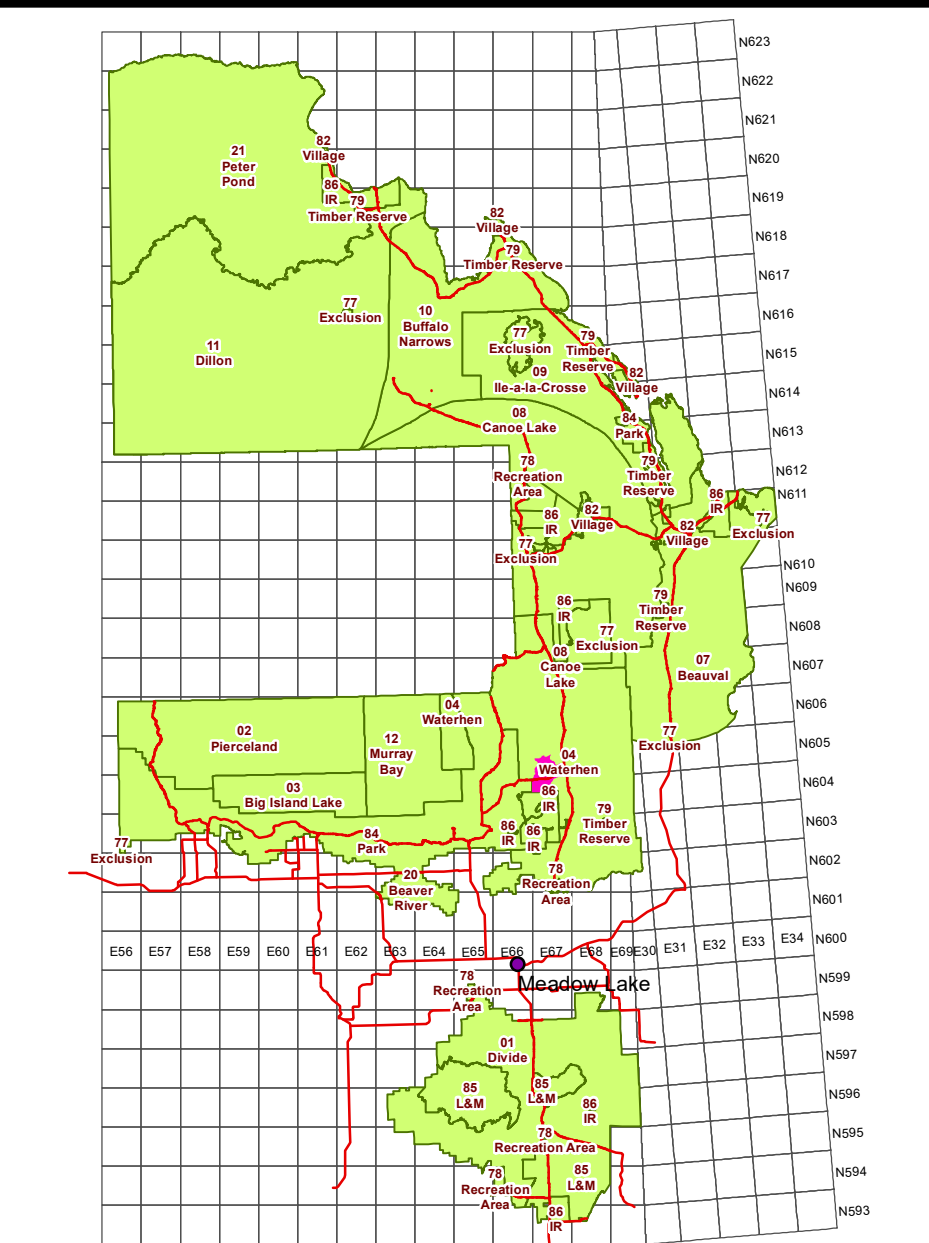 N623
N622
N621
N620
N619
N618
N617
N616
N615
N614
N613
N612
N611
N610
N609
N608
N607
N606
N605
N604
N603
N602
N601
N600
N599
N598
N597
N596
N595
N594
N593
21
Peter
Pond
82
Village
86
IR
79
Timber Reserve
82
Village
79
Timber Reserve
77
Exclusion
10
Buffalo
Narrows
11
Dillon
77
Exclusion
79
Timber
Reserve
09
Ile-a-la-Crosse
82
Village
08
Canoe Lake
84
Park
78
Recreation
Area
79
Timber
Reserve
86
IR
82
Village
86
IR
77
Exclusion
82
Village
77
Exclusion
86
IR
79
Timber
Reserve
77
Exclusion
08
Canoe
Lake
07
Beauval
04
Waterhen
02
Pierceland
12
Murray
Bay
77
Exclusion
04
Waterhen
03
Big Island Lake
86
IR
79
Timber
Reserve
86
IR
86
IR
84
Park
77
Exclusion
20
Beaver
River
78
Recreation
Area
E56 E57 E58 E59 E60 E61 E62 E63 E64 E65 E66 E67 E68 E69 E30 E31 E32 E33 E34
Meadow Lake
78
Recreation
Area
01
Divide
85
L&M
85
L&M
86
IR
78
Recreation Area
78
Recreation
Area
85
L&M
86
IR